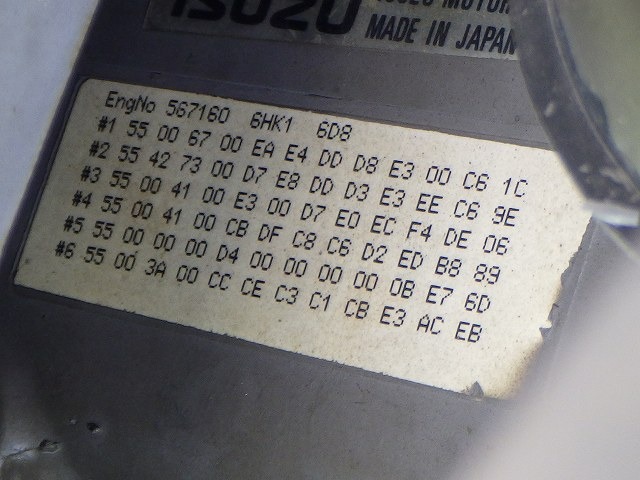 ISUZU
MOTOR
MADE IN JAPAN
EngNo 567160 6HK1 6D8
#1 55 00 67 00 EA E4 DD D8 E3 00 C6 1C
#2 55 42 73 00 D7 E8 DD D3 E3 EE C6 9E
#3 55 00 41 00 E3 00 D7 E0 EC F4 DE 06
#4 55 00 41 00 CB DF C8 C6 D2 ED B8 89
#5 55 00 00 00 D4 00 00 00 00 0B E7 6D
#6 55 00 3A 00 CC CE C3 C1 CB E3 AC EB